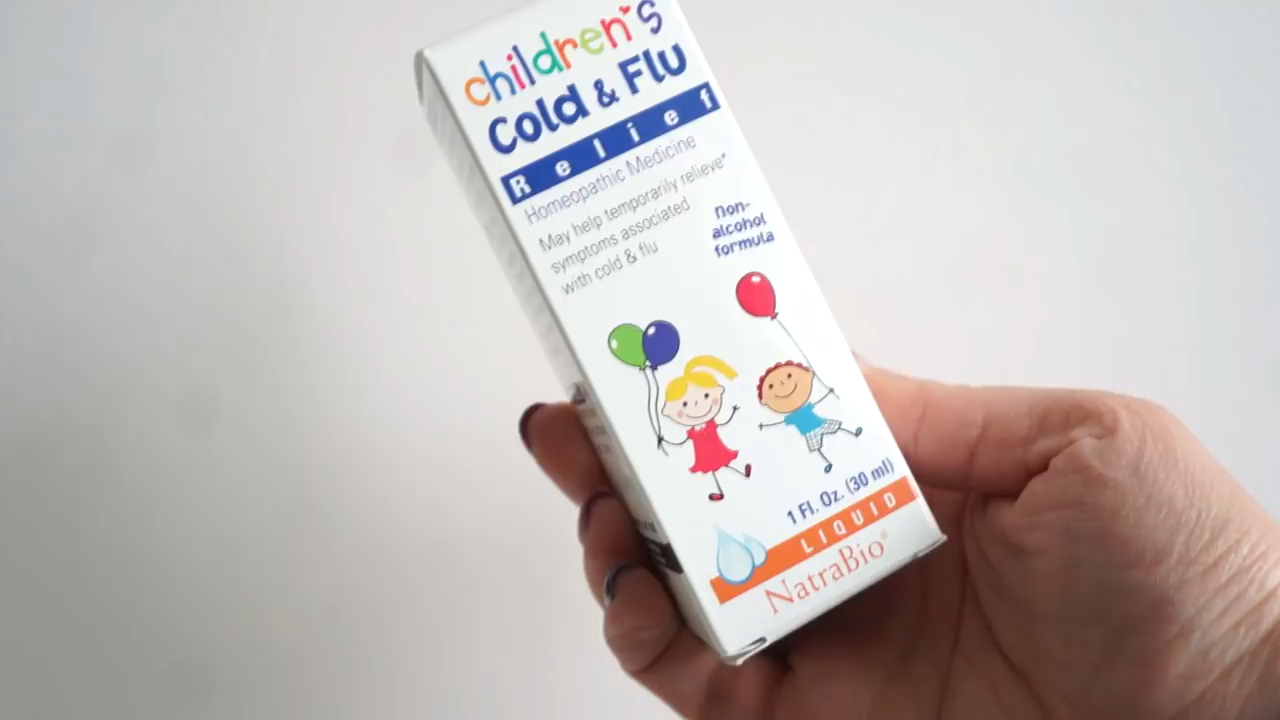 children's
Cold & Flu
Relief
Homeopathic Medicine
May help temporarily relieve*
symptoms associated
with cold & flu
Non-
alcohol
formula
1 Fl. Oz. (30 ml)
LIQUID
NatraBio®